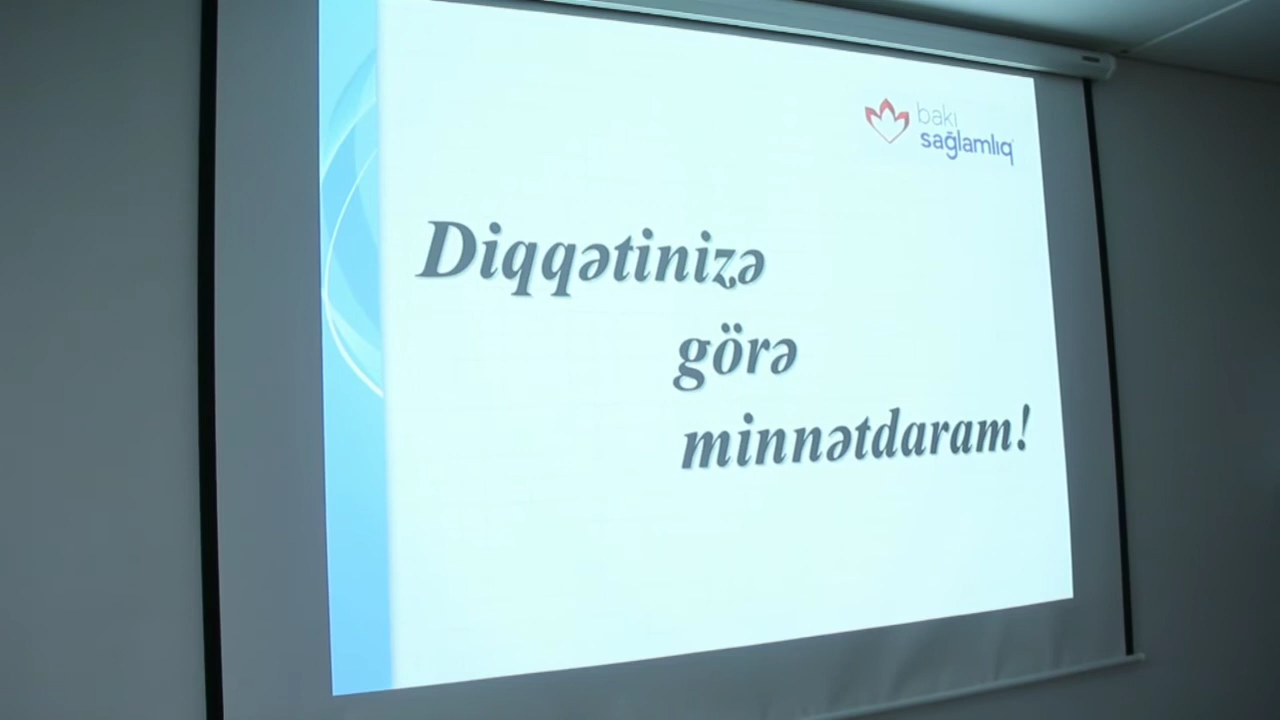 bakı
sağlamlıq
Diqqətinizə
görə
minnətdaram!